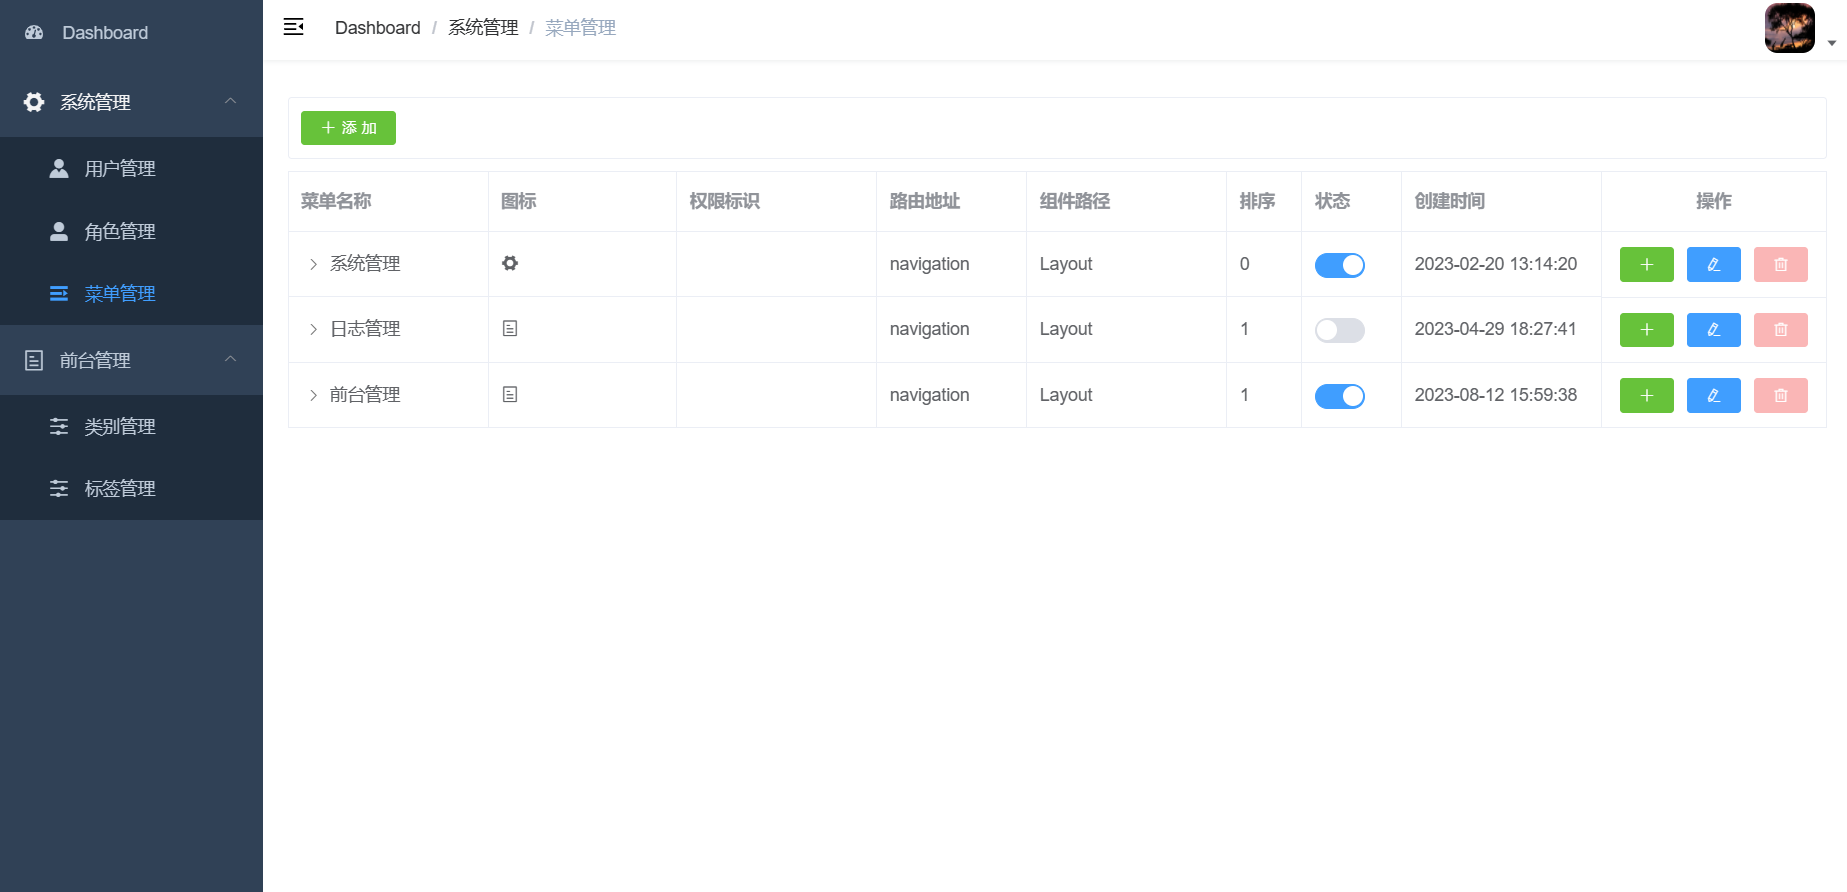 Dashboard
系统管理
用户管理
角色管理
菜单管理
前台管理
类别管理
标签管理
Dashboard / 系统管理 / 菜单管理
添 加
菜单名称 图标 权限标识 路由地址 组件路径 排序 状态 创建时间 操作
系统管理 navigation Layout 0 2023-02-20 13:14:20
日志管理 navigation Layout 1 2023-04-29 18:27:41
前台管理 navigation Layout 1 2023-08-12 15:59:38